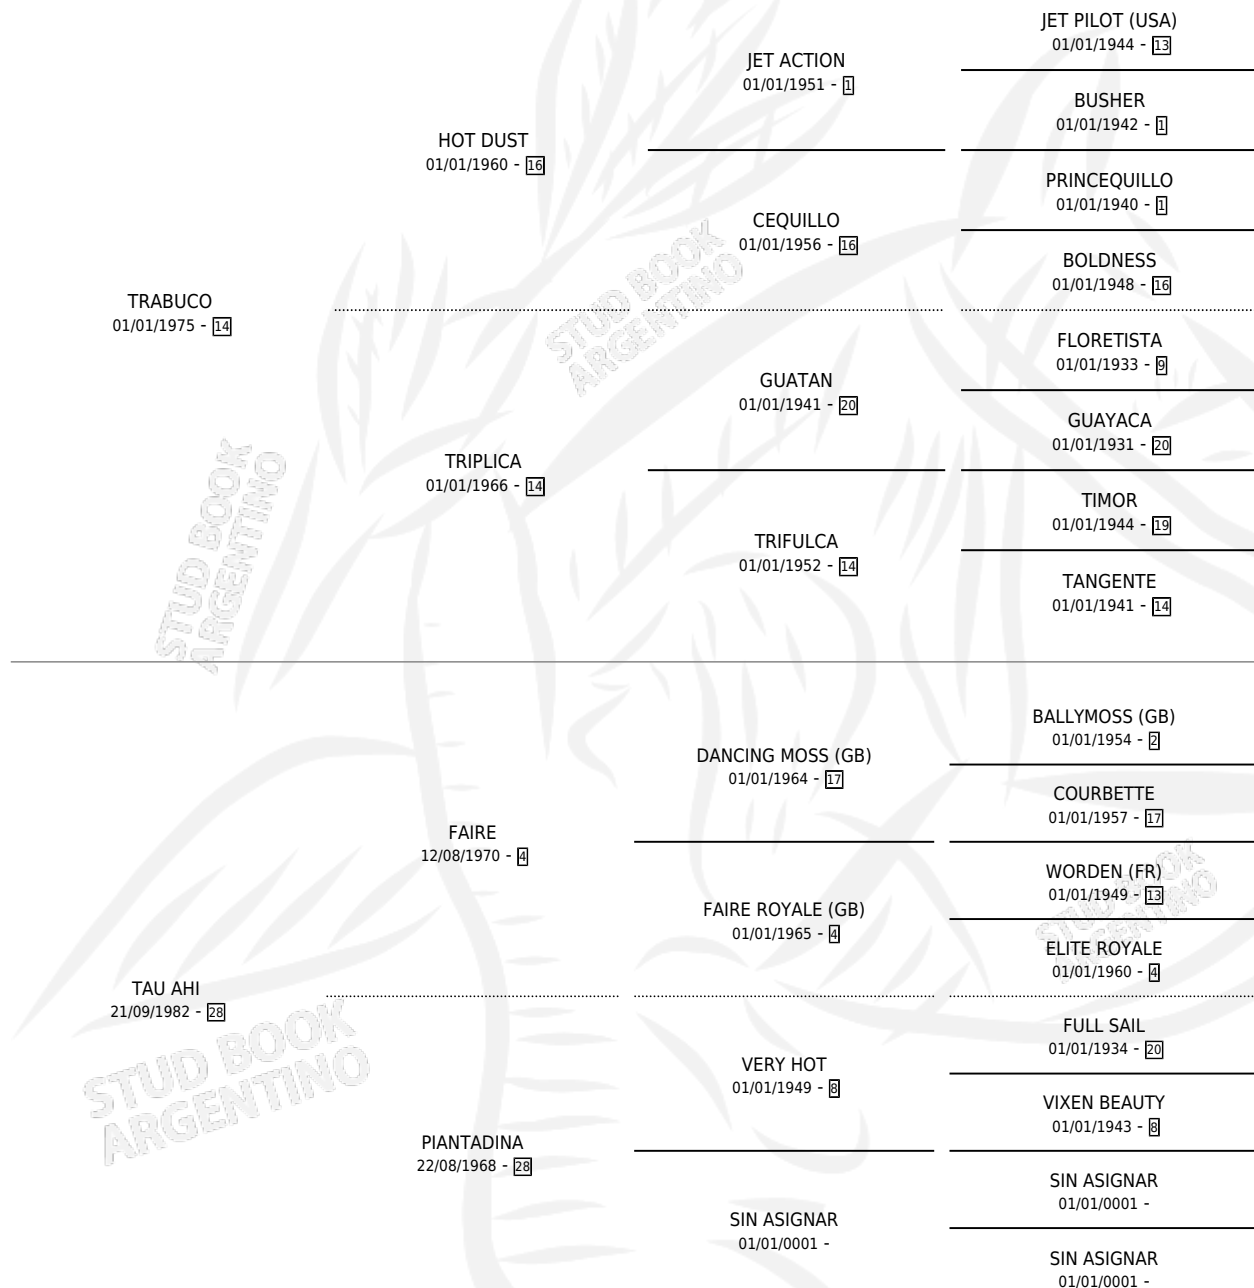 JET PILOT (USA)
01/01/1944 - 13
JET ACTION
01/01/1951 - 1
BUSHER
01/01/1942 - 1
HOT DUST
01/01/1960 - 16
PRINCEQUILLO
01/01/1940 - 1
CEQUILLO
01/01/1956 - 16
BOLDNESS
01/01/1948 - 16
TRABUCO
01/01/1975 - 14
FLORETISTA
01/01/1933 - 9
GUATAN
01/01/1941 - 20
GUAYACA
01/01/1931 - 20
TRIPLICA
01/01/1966 - 14
TIMOR
01/01/1944 - 19
TRIFULCA
01/01/1952 - 14
TANGENTE
01/01/1941 - 14
BALLYMOSS (GB)
01/01/1954 - 2
DANCING MOSS (GB)
01/01/1964 - 17
COURBETTE
01/01/1957 - 17
FAIRE
12/08/1970 - 4
WORDEN (FR)
01/01/1949 - 13
FAIRE ROYALE (GB)
01/01/1965 - 4
ELITE ROYALE
01/01/1960 - 4
TAU AHI
21/09/1982 - 28
FULL SAIL
01/01/1934 - 20
VERY HOT
01/01/1949 - 8
VIXEN BEAUTY
01/01/1943 - 8
PIANTADINA
22/08/1968 - 28
SIN ASIGNAR
01/01/0001 -
SIN ASIGNAR
01/01/0001 -
SIN ASIGNAR
01/01/0001 -
STUD BOOK
ARGENTINO
STUD BOOK
ARGENTINO
STUD BOOK
ARGENTINO
STUD BOOK
ARGENTINO